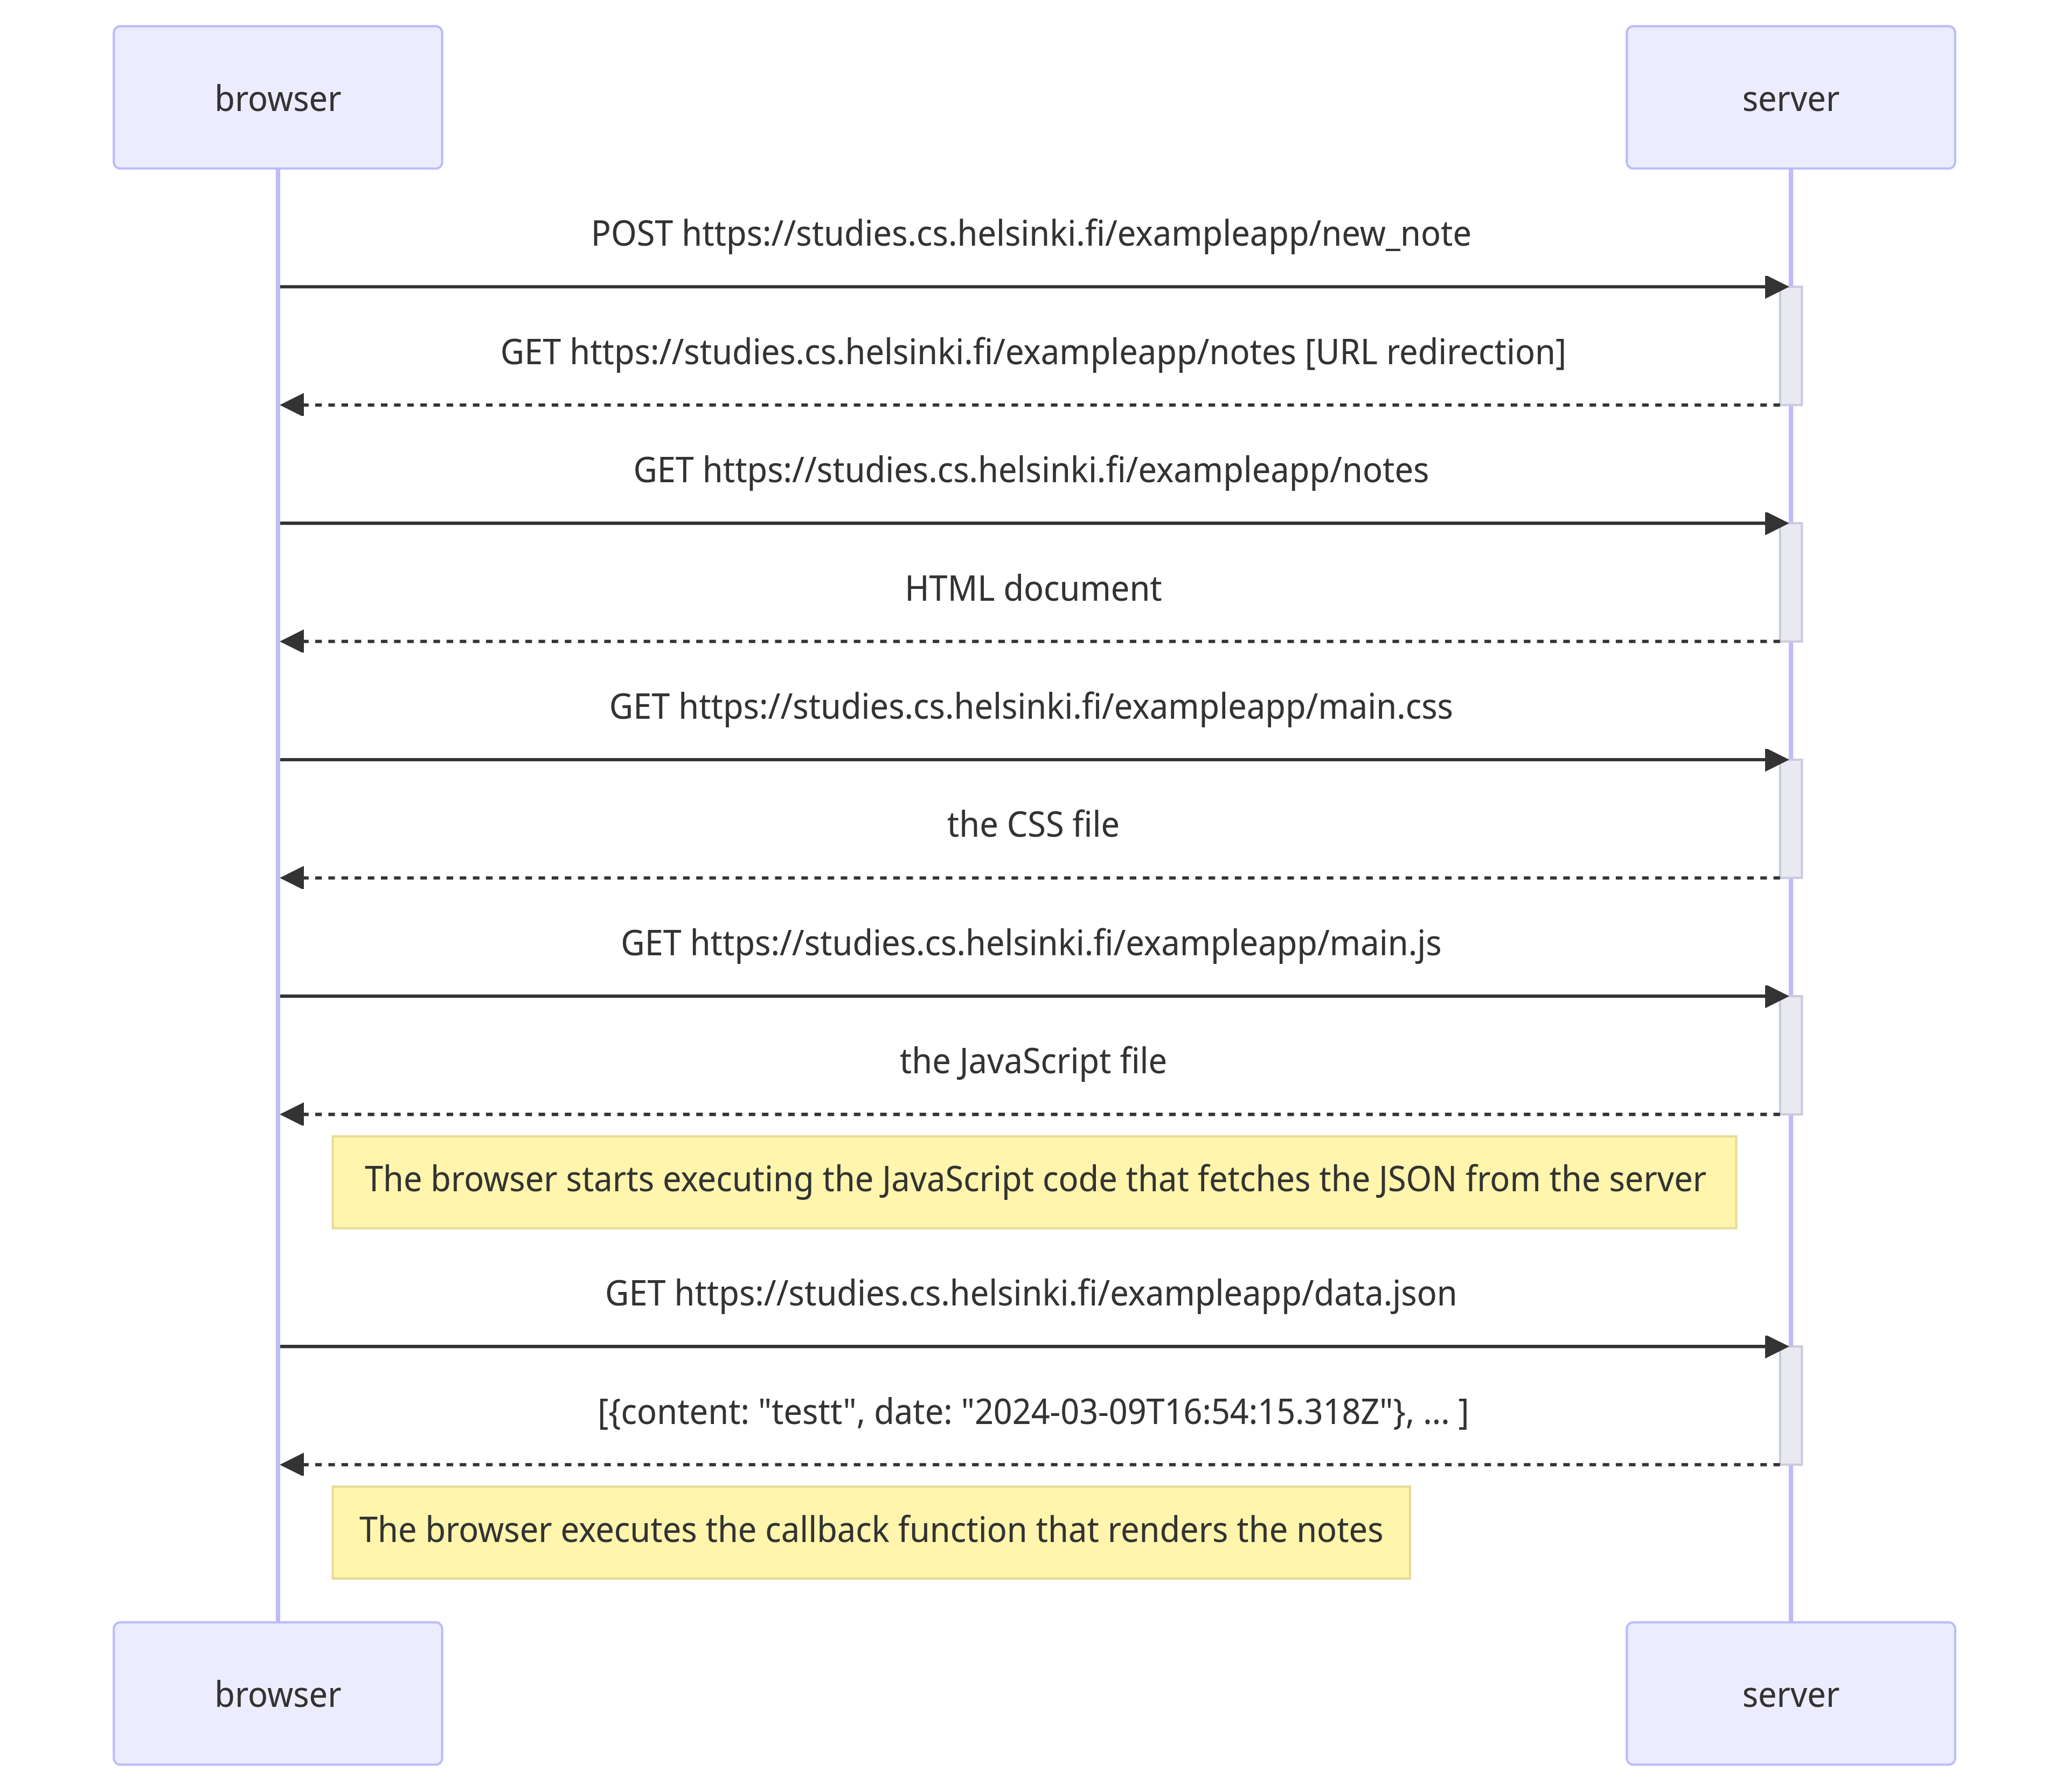 browser
server
POST https://studies.cs.helsinki.fi/exampleapp/new_note
GET https://studies.cs.helsinki.fi/exampleapp/notes [URL redirection]
GET https://studies.cs.helsinki.fi/exampleapp/notes
HTML document
GET https://studies.cs.helsinki.fi/exampleapp/main.css
the CSS file
GET https://studies.cs.helsinki.fi/exampleapp/main.js
the JavaScript file
The browser starts executing the JavaScript code that fetches the JSON from the server
GET https://studies.cs.helsinki.fi/exampleapp/data.json
[{content: "testt", date: "2024-03-09T16:54:15.318Z"}, ... ]
The browser executes the callback function that renders the notes
browser
server